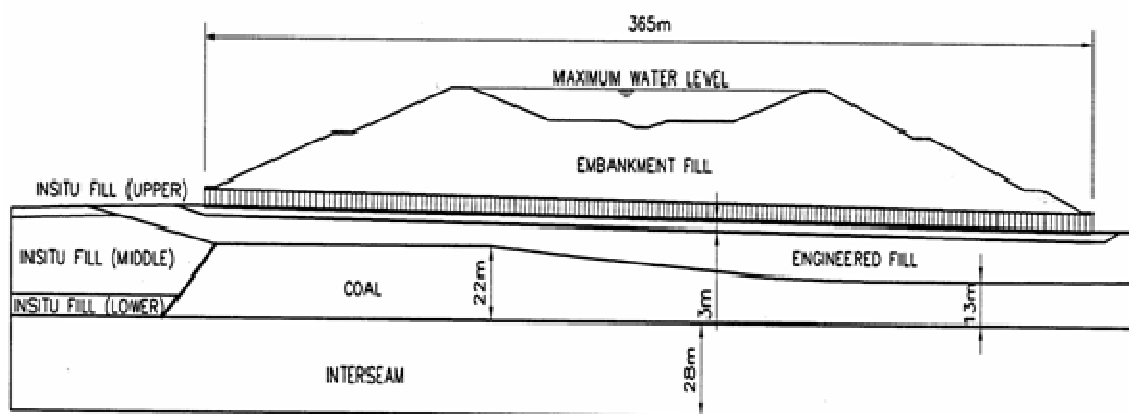 365m
MAXIMUM WATER LEVEL
EMBANKMENT FILL
INSITU FILL (UPPER)
INSITU FILL (MIDDLE)
ENGINEERED FILL
COAL
22m
3m
13m
INSITU FILL (LOWER)
28m
INTERSEAM